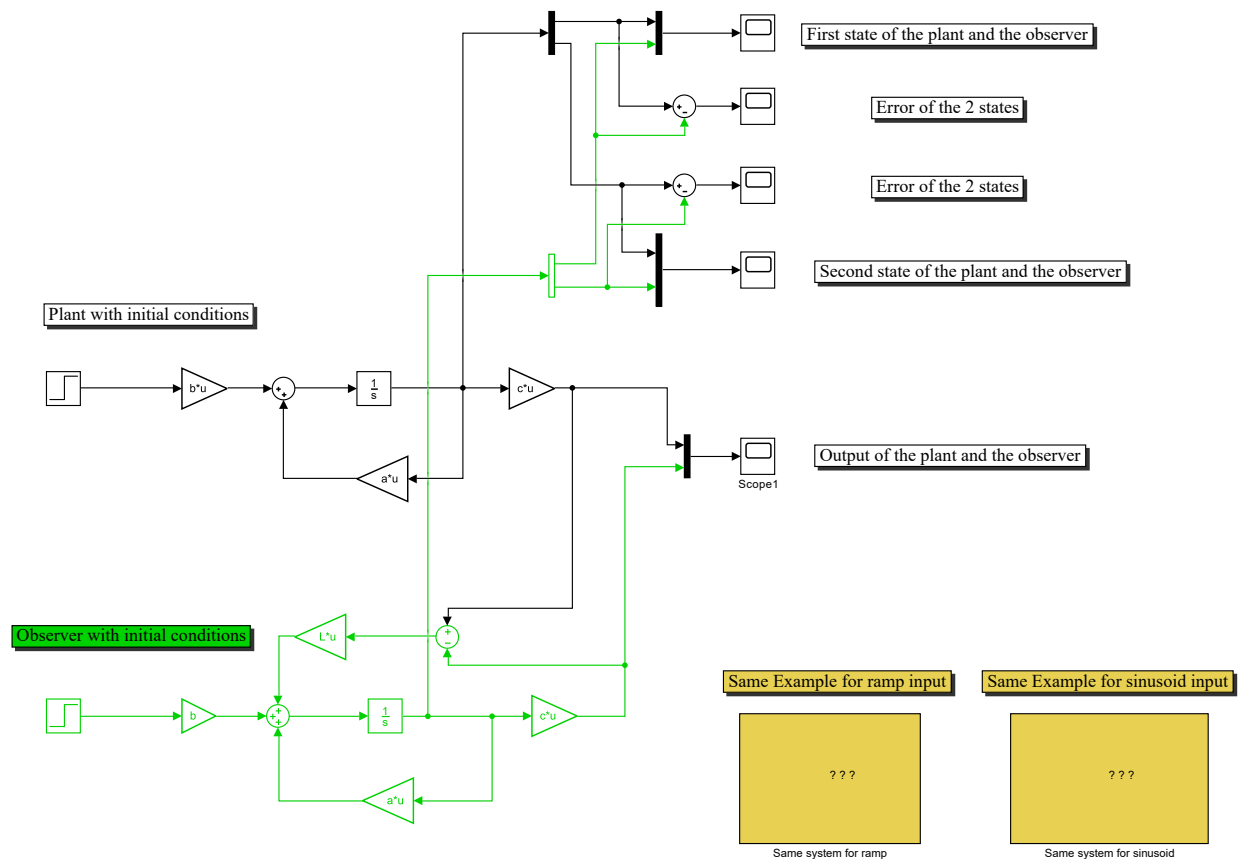 First state of the plant and the observer
+
-
Error of the 2 states
+
-
Error of the 2 states
Second state of the plant and the observer
Plant with initial conditions
b*u
+
+
1
s
c*u
a*u
Output of the plant and the observer
Scope1
Observer with initial conditions
L*u
+
−
b
+
+
+
1
s
c*u
a*u
Same Example for ramp input
Same Example for sinusoid input
? ? ?
? ? ?
Same system for ramp
Same system for sinusoid